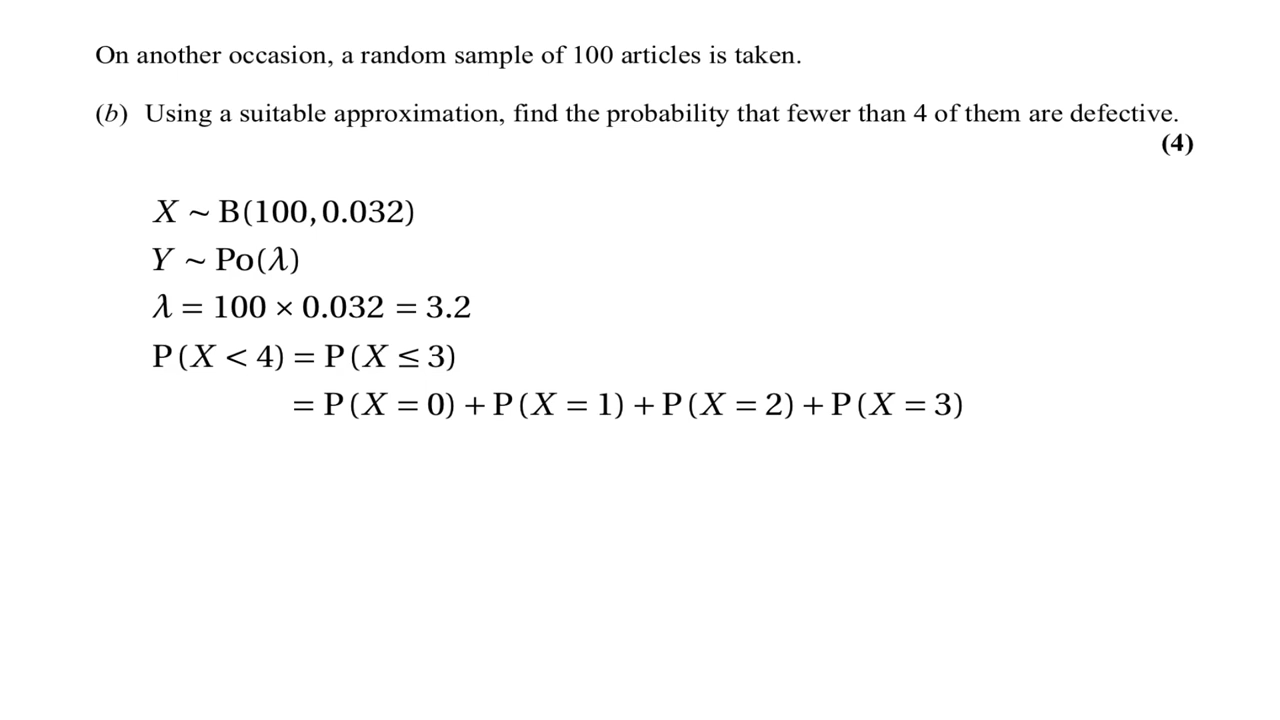 On another occasion, a random sample of 100 articles is taken.
(b) Using a suitable approximation, find the probability that fewer than 4 of them are defective.
(4)
X ~ B(100, 0.032)
Y ~ Po(λ)
λ = 100 × 0.032 = 3.2
P(X < 4) = P(X ≤ 3)
= P(X = 0) + P(X = 1) + P(X = 2) + P(X = 3)